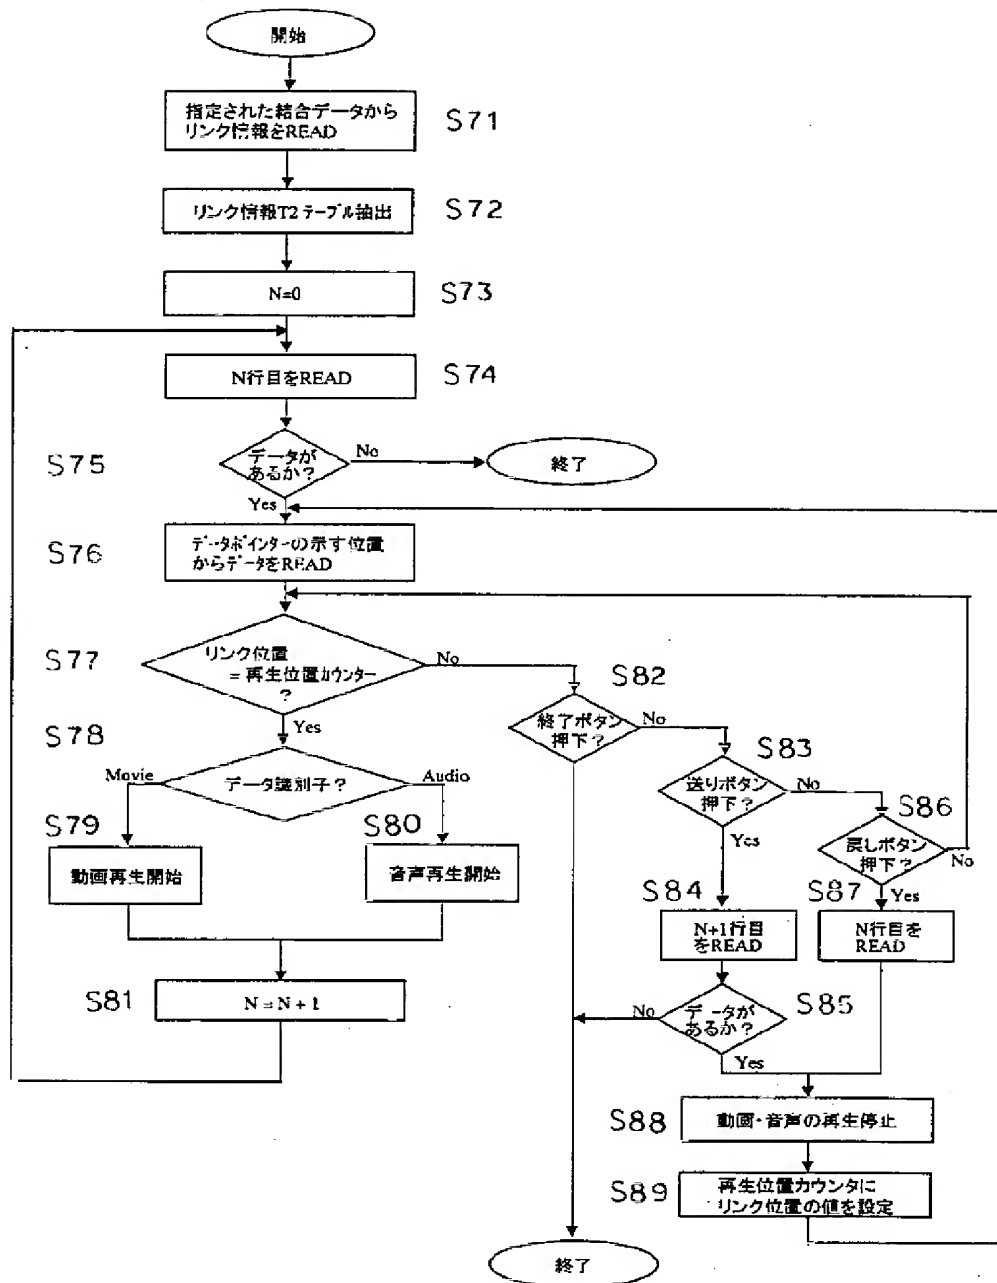 開始
指定された結合データから
リンク情報をREAD
S71
リンク情報T2テーブル抽出
S72
N=0
S73
N行目をREAD
S74
データが
あるか?
S75
No
終了
Yes
データポインターの示す位置
からデータをREAD
S76
リンク位置
=再生位置カウンター
?
S77
No
Yes
S78
データ識別子?
Movie
Audio
S79
動画再生開始
S80
音声再生開始
S81
N=N+1
S82
終了ボタン
押下?
No
S83
送りボタン
押下?
No
Yes
S86
戻しボタン
押下?
No
Yes
S84
N+1行目
をREAD
S87
N行目を
READ
S85
データが
あるか?
No
Yes
S88
動画・音声の再生停止
S89
再生位置カウンタに
リンク位置の値を設定
終了